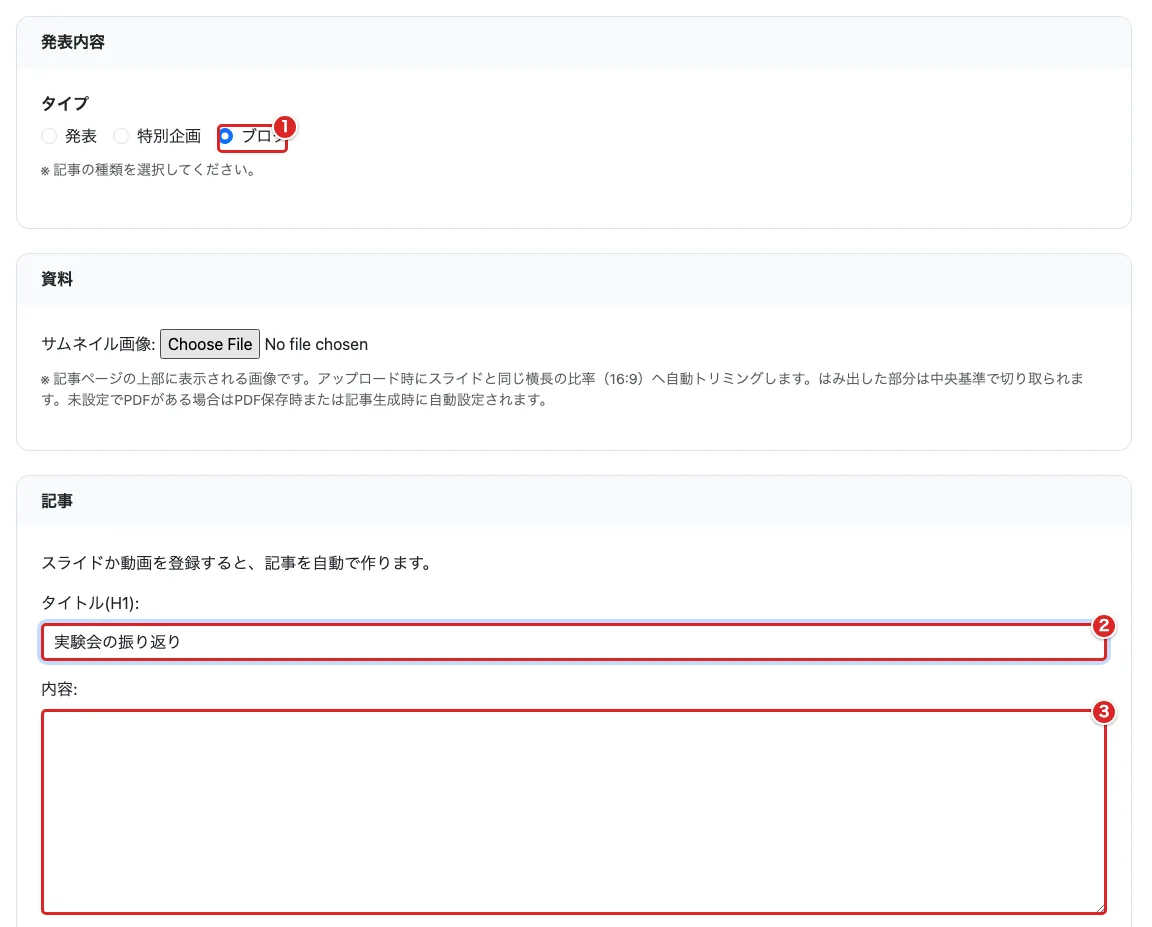 発表内容
タイプ
発表 特別企画 ブロ 1
※ 記事の種類を選択してください。
資料
サムネイル画像: Choose File No file chosen
※ 記事ページの上部に表示される画像です。アップロード時にスライドと同じ横長の比率（16:9）へ自動トリミングします。はみ出した部分は中央基準で切り取られま
す。未設定でPDFがある場合はPDF保存時または記事生成時に自動設定されます。
記事
スライドか動画を登録すると、記事を自動で作ります。
タイトル(H1):
2
実験会の振り返り
内容:
3